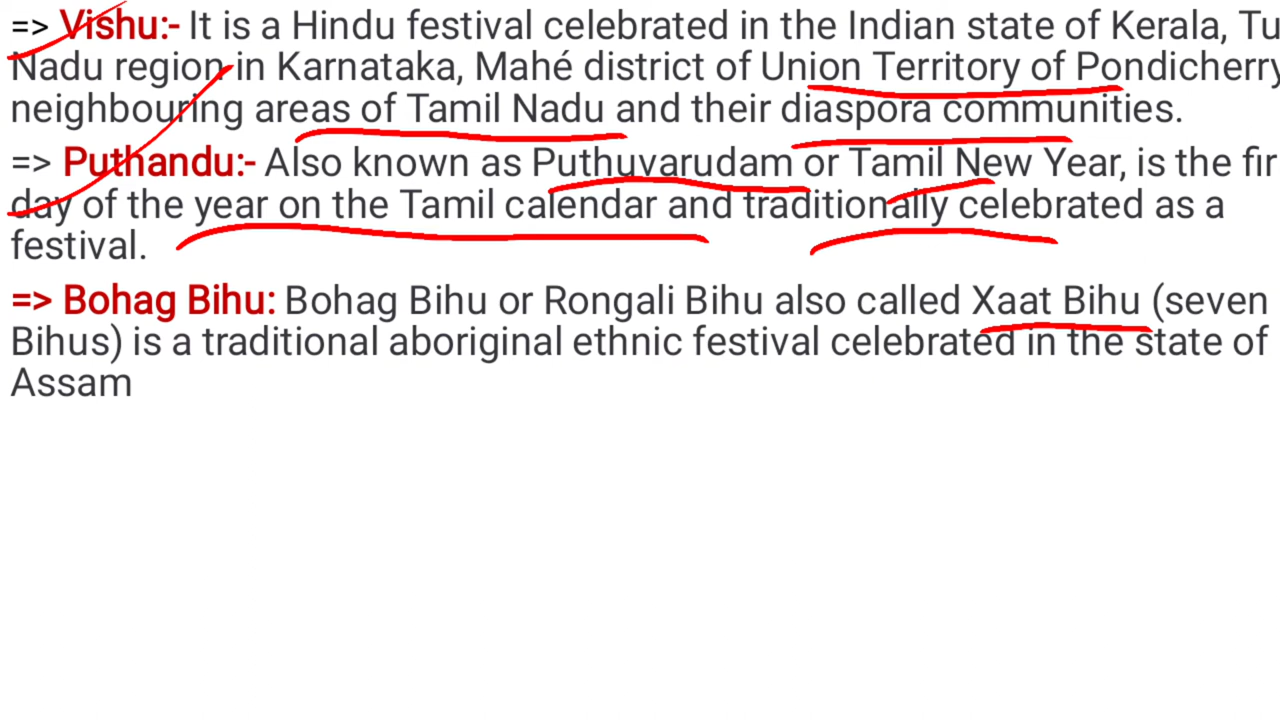 => Vishu:- It is a Hindu festival celebrated in the Indian state of Kerala, Tu
Nadu region in Karnataka, Mahé district of Union Territory of Pondicherry
neighbouring areas of Tamil Nadu and their diaspora communities.
=> Puthandu:- Also known as Puthuvarudam or Tamil New Year, is the fir
day of the year on the Tamil calendar and traditionally celebrated as a
festival.
=> Bohag Bihu: Bohag Bihu or Rongali Bihu also called Xaat Bihu (seven
Bihus) is a traditional aboriginal ethnic festival celebrated in the state of
Assam